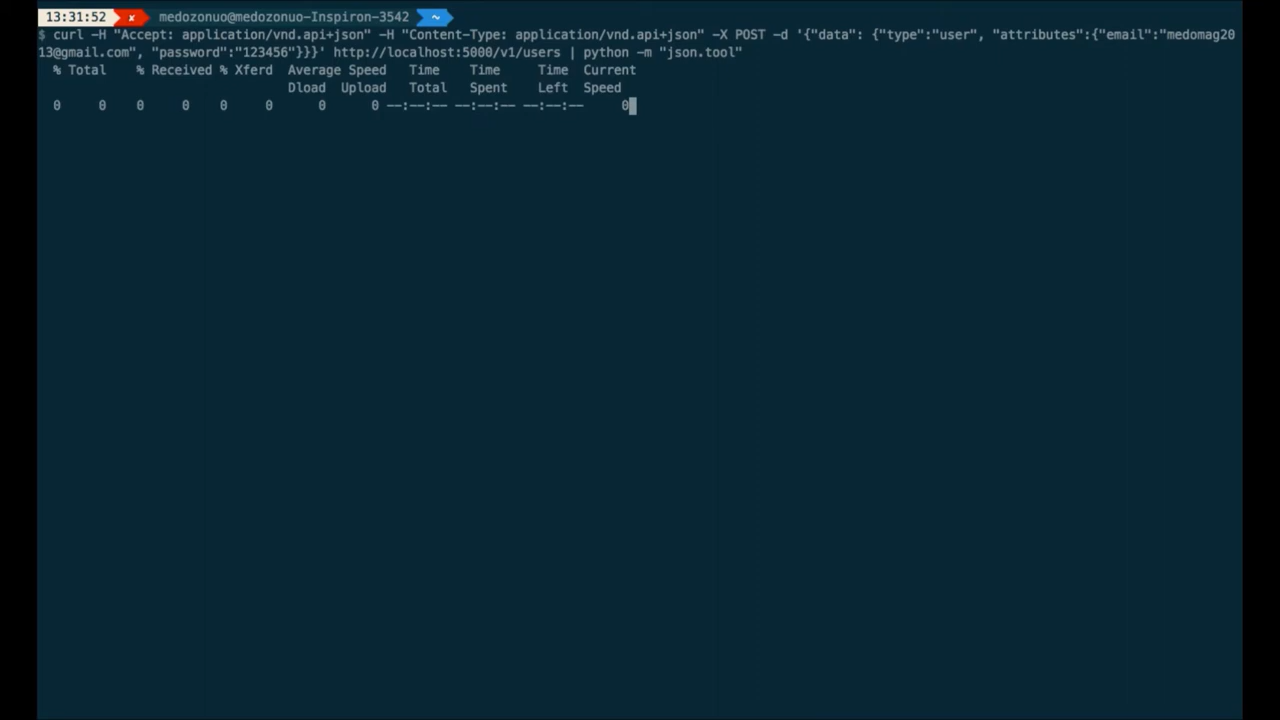 13:31:52 ✘ medozonuo@medozonuo-Inspiron-3542 ~
$ curl -H "Accept: application/vnd.api+json" -H "Content-Type: application/vnd.api+json" -X POST -d '{"data": {"type":"user", "attributes":{"email":"medomag20
13@gmail.com", "password":"123456"}}}' http://localhost:5000/v1/users | python -m "json.tool"
% Total % Received % Xferd Average Speed Time Time Time Current
Dload Upload Total Spent Left Speed
0 0 0 0 0 0 0 0 --:--:-- --:--:-- --:--:-- 0